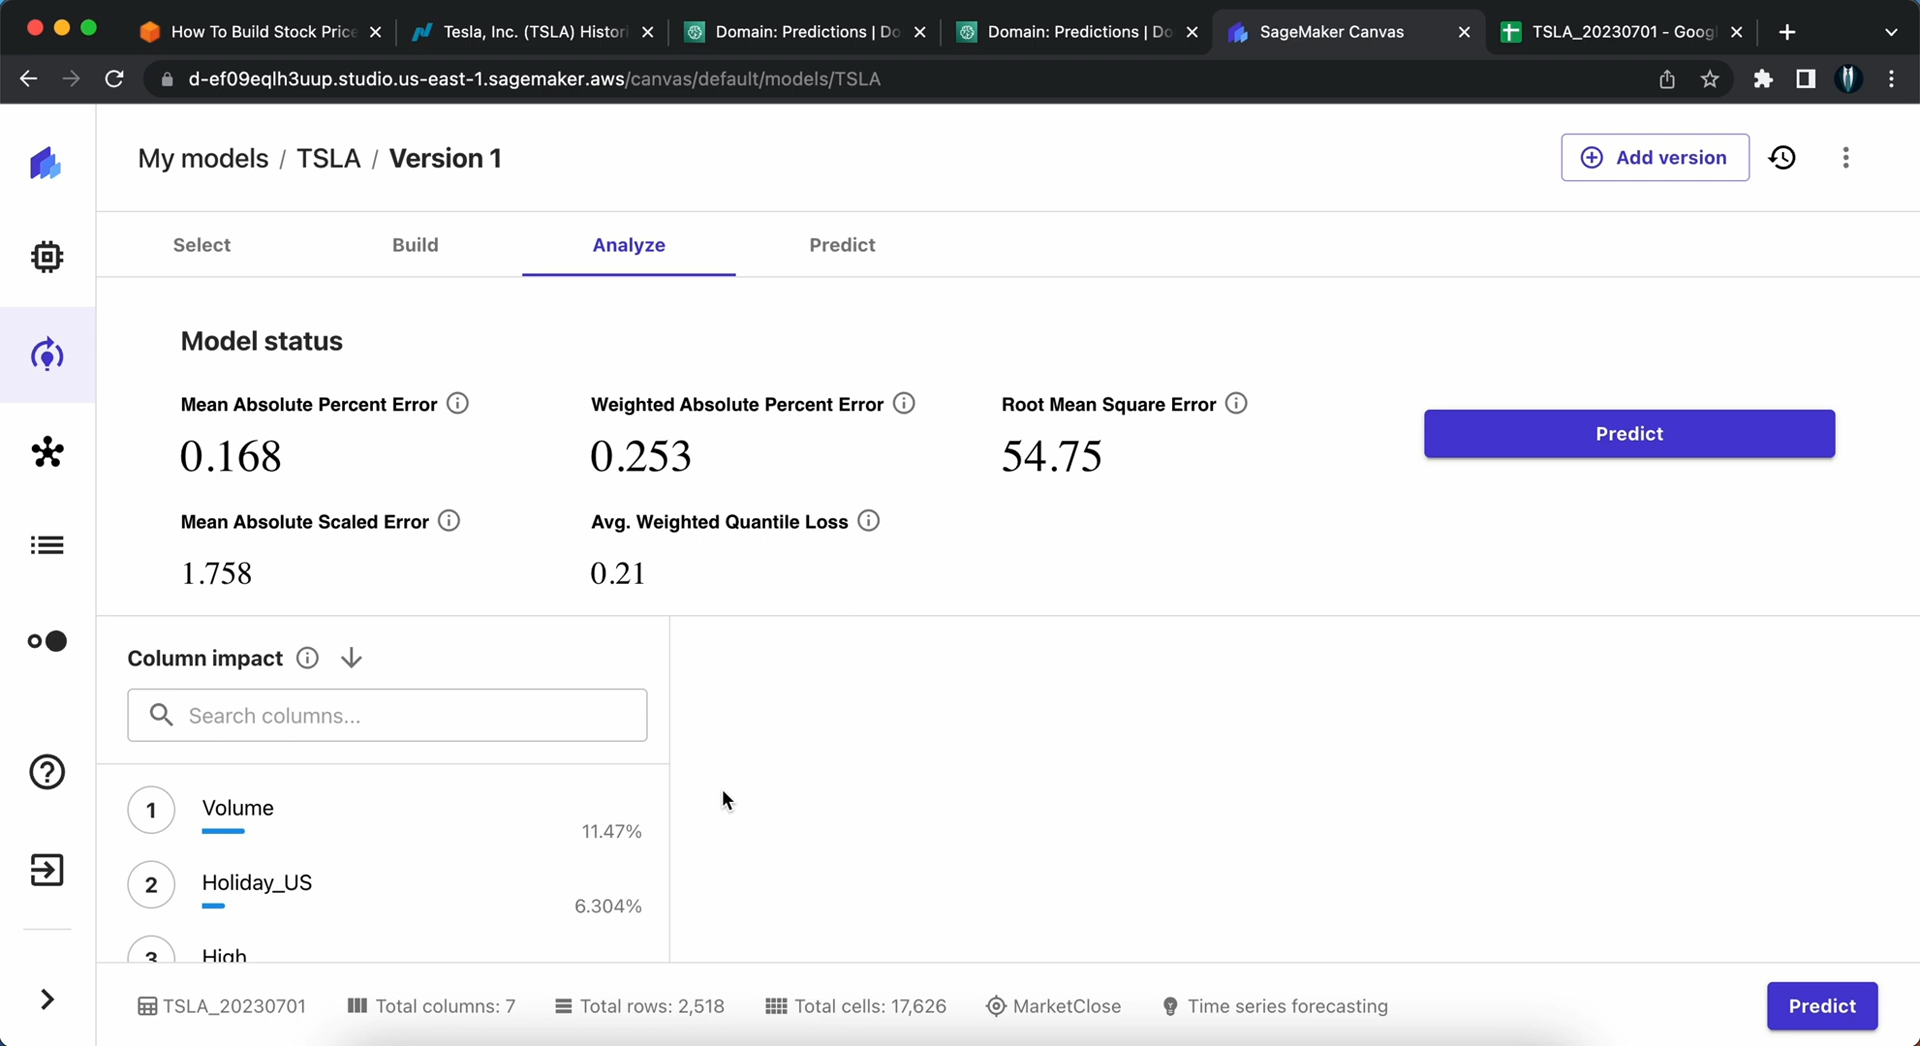 How To Build Stock Price
Tesla, Inc. (TSLA) Histori
Domain: Predictions | Do
Domain: Predictions | Do
SageMaker Canvas
TSLA_20230701 - Googl
d-ef09eqlh3uup.studio.us-east-1.sagemaker.aws/canvas/default/models/TSLA
My models / TSLA / Version 1
Add version
Select
Build
Analyze
Predict
Model status
Mean Absolute Percent Error
Weighted Absolute Percent Error
Root Mean Square Error
0.168
0.253
54.75
Predict
Mean Absolute Scaled Error
Avg. Weighted Quantile Loss
1.758
0.21
Column impact
Search columns...
1
Volume
11.47%
2
Holiday_US
6.304%
3
High
TSLA_20230701
Total columns: 7
Total rows: 2,518
Total cells: 17,626
MarketClose
Time series forecasting
Predict